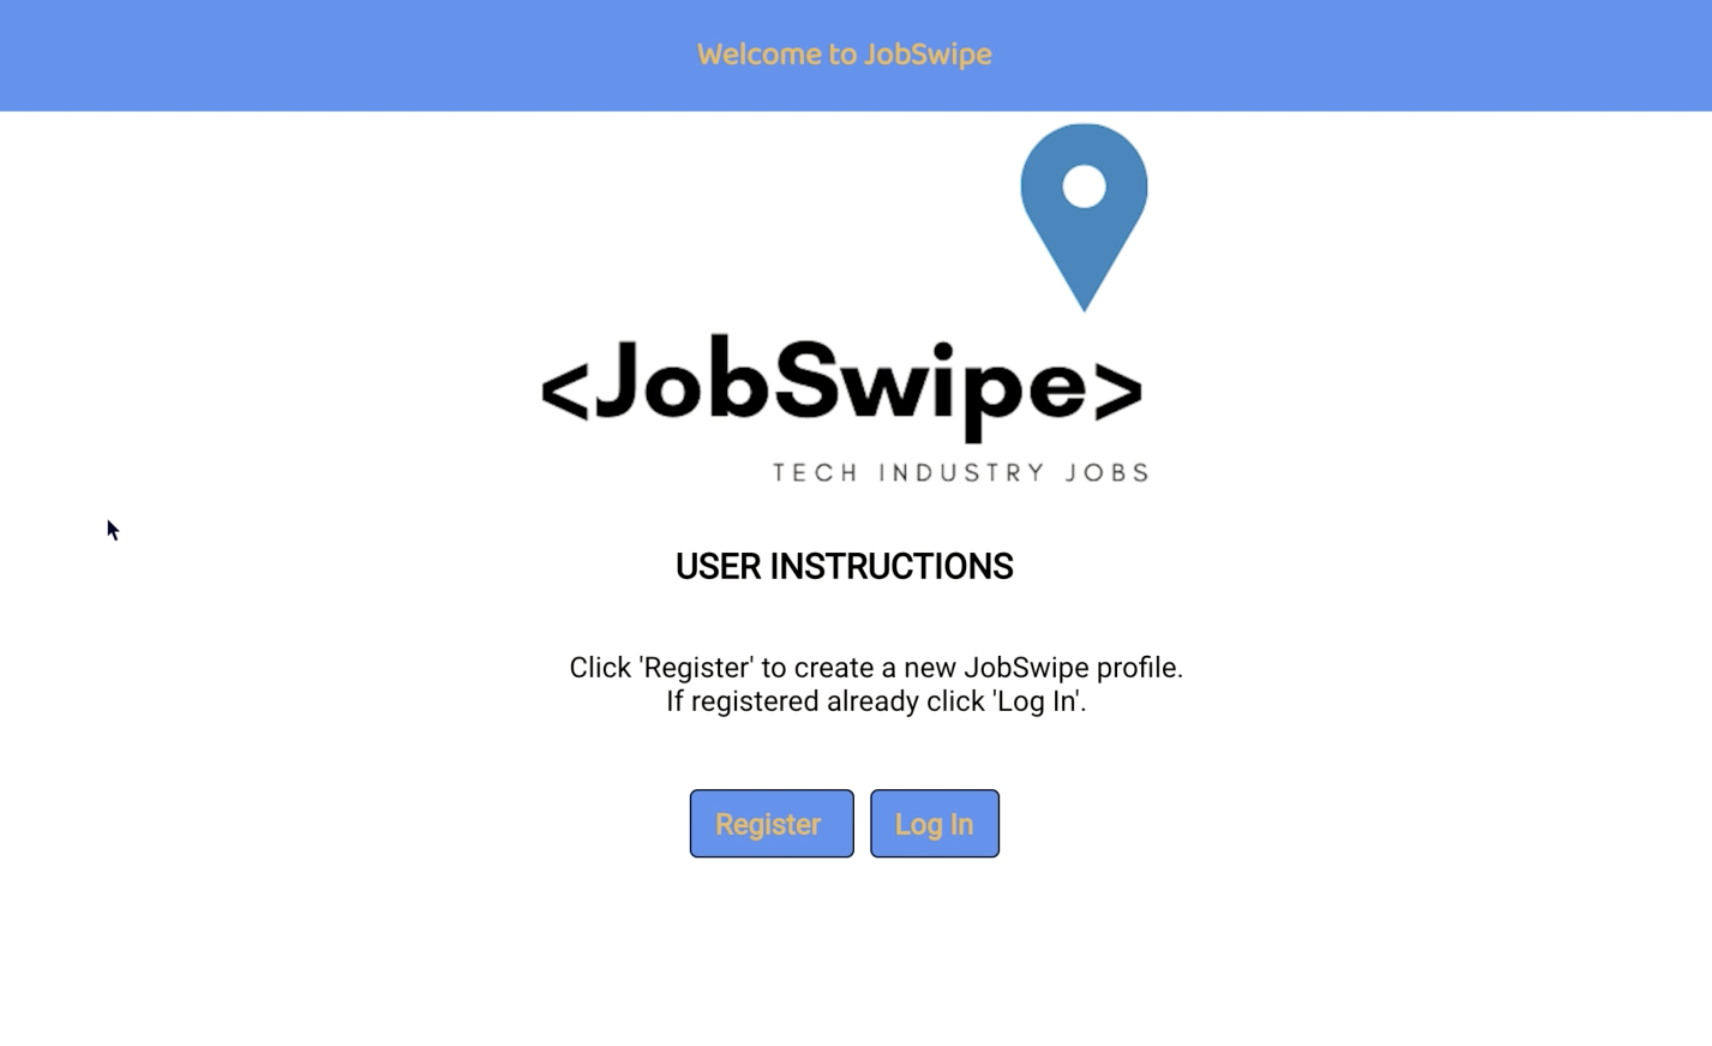 Welcome to JobSwipe
<JobSwipe>
TECH INDUSTRY JOBS
USER INSTRUCTIONS
Click 'Register' to create a new JobSwipe profile.
If registered already click 'Log In'.
Register
Log In